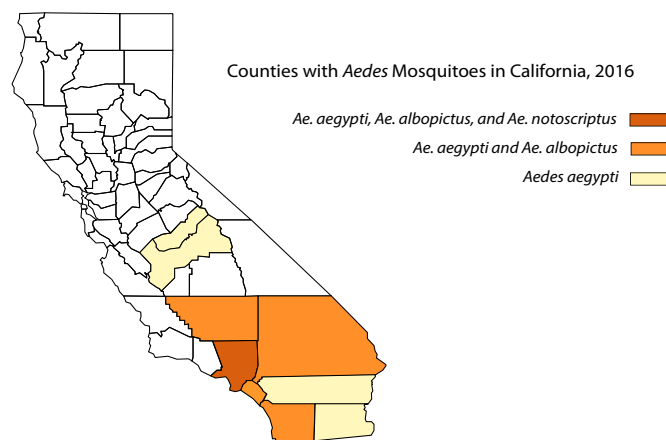 Counties with Aedes Mosquitoes in California, 2016
Ae. aegypti, Ae. albopictus, and Ae. notoscriptus
Ae. aegypti and Ae. albopictus
Aedes aegypti